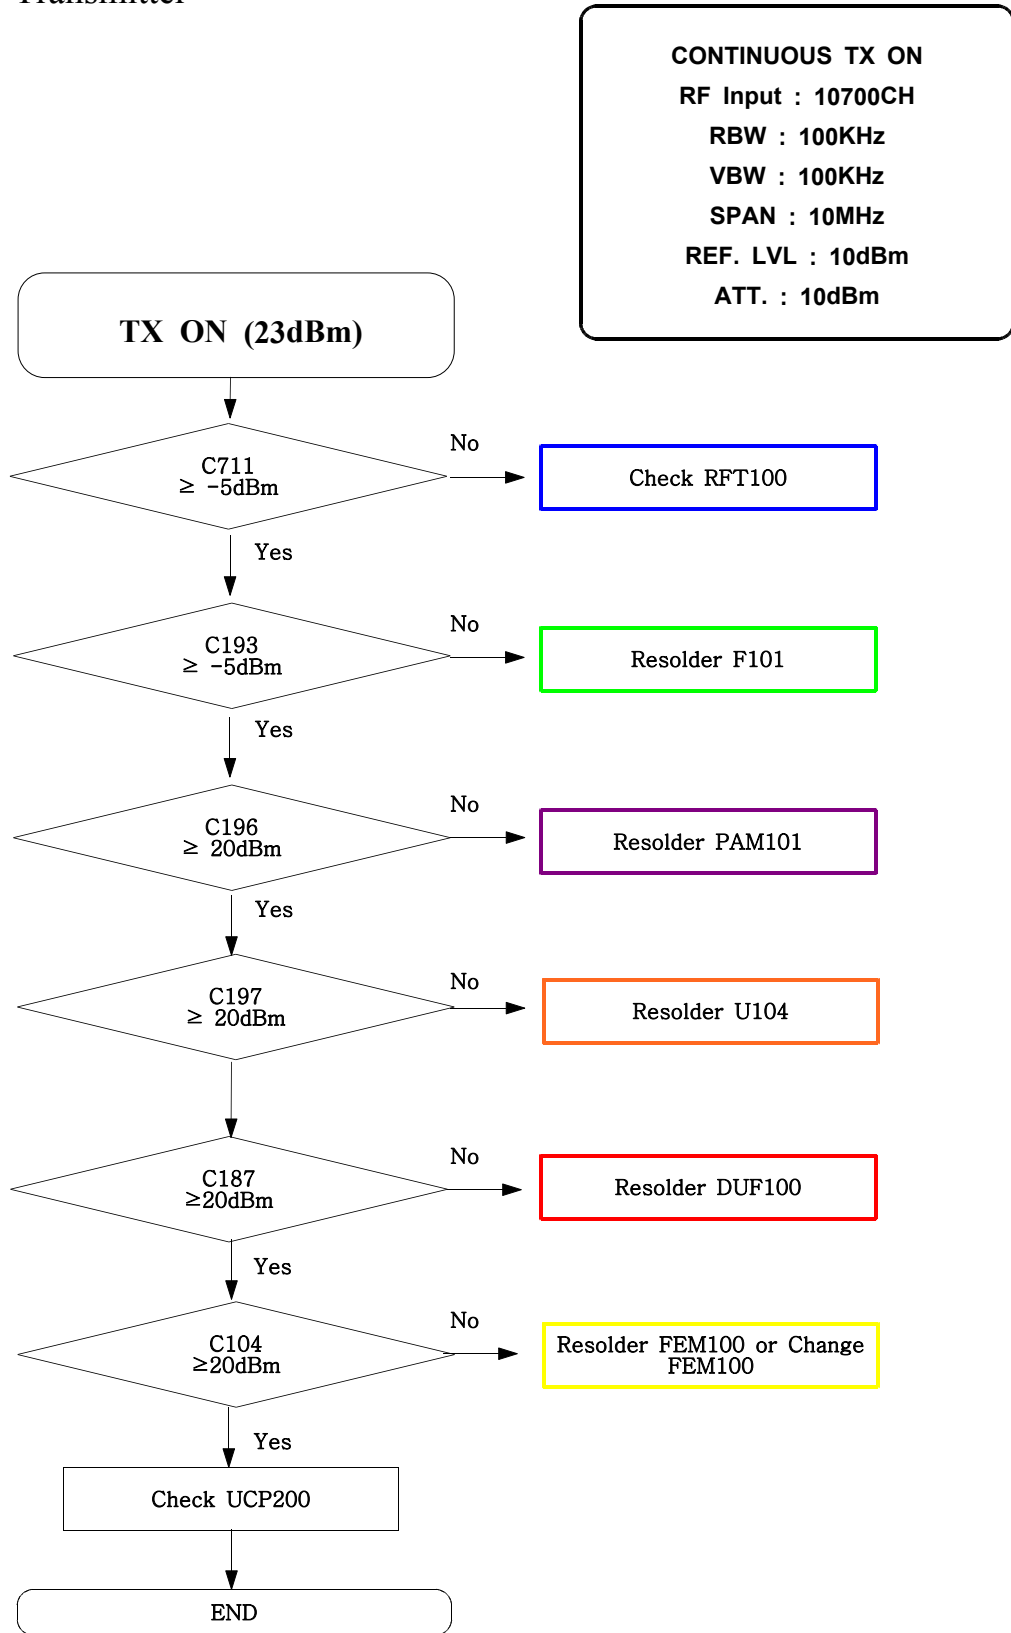 Transmitter
CONTINUOUS TX ON
RF Input : 10700CH
RBW : 100KHz
VBW : 100KHz
SPAN : 10MHz
REF. LVL : 10dBm
ATT. : 10dBm
TX ON (23dBm)
C711
≥ -5dBm
No
Check RFT100
Yes
C193
≥ -5dBm
No
Resolder F101
Yes
C196
≥ 20dBm
No
Resolder PAM101
Yes
C197
≥ 20dBm
No
Resolder U104
C187
≥20dBm
No
Resolder DUF100
Yes
C104
≥20dBm
No
Resolder FEM100 or Change
FEM100
Yes
Check UCP200
END